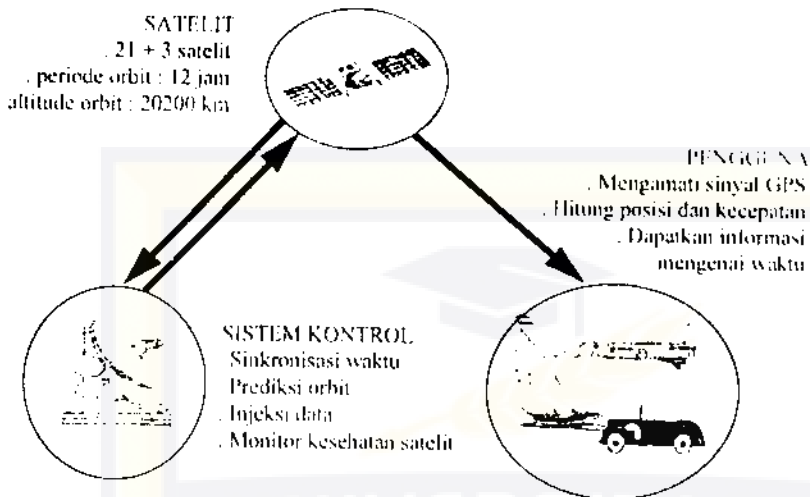 SATELIT
. 21 + 3 satelit
. periode orbit : 12 jam
altitude orbit : 20200 km
PENGGUNA
. Mengamati sinyal GPS
. Hitung posisi dan kecepatan
. Dapatkan informasi
mengenai waktu
SISTEM KONTROL
Sinkronisasi waktu
Prediksi orbit
. Injeksi data
. Monitor kesehatan satelit